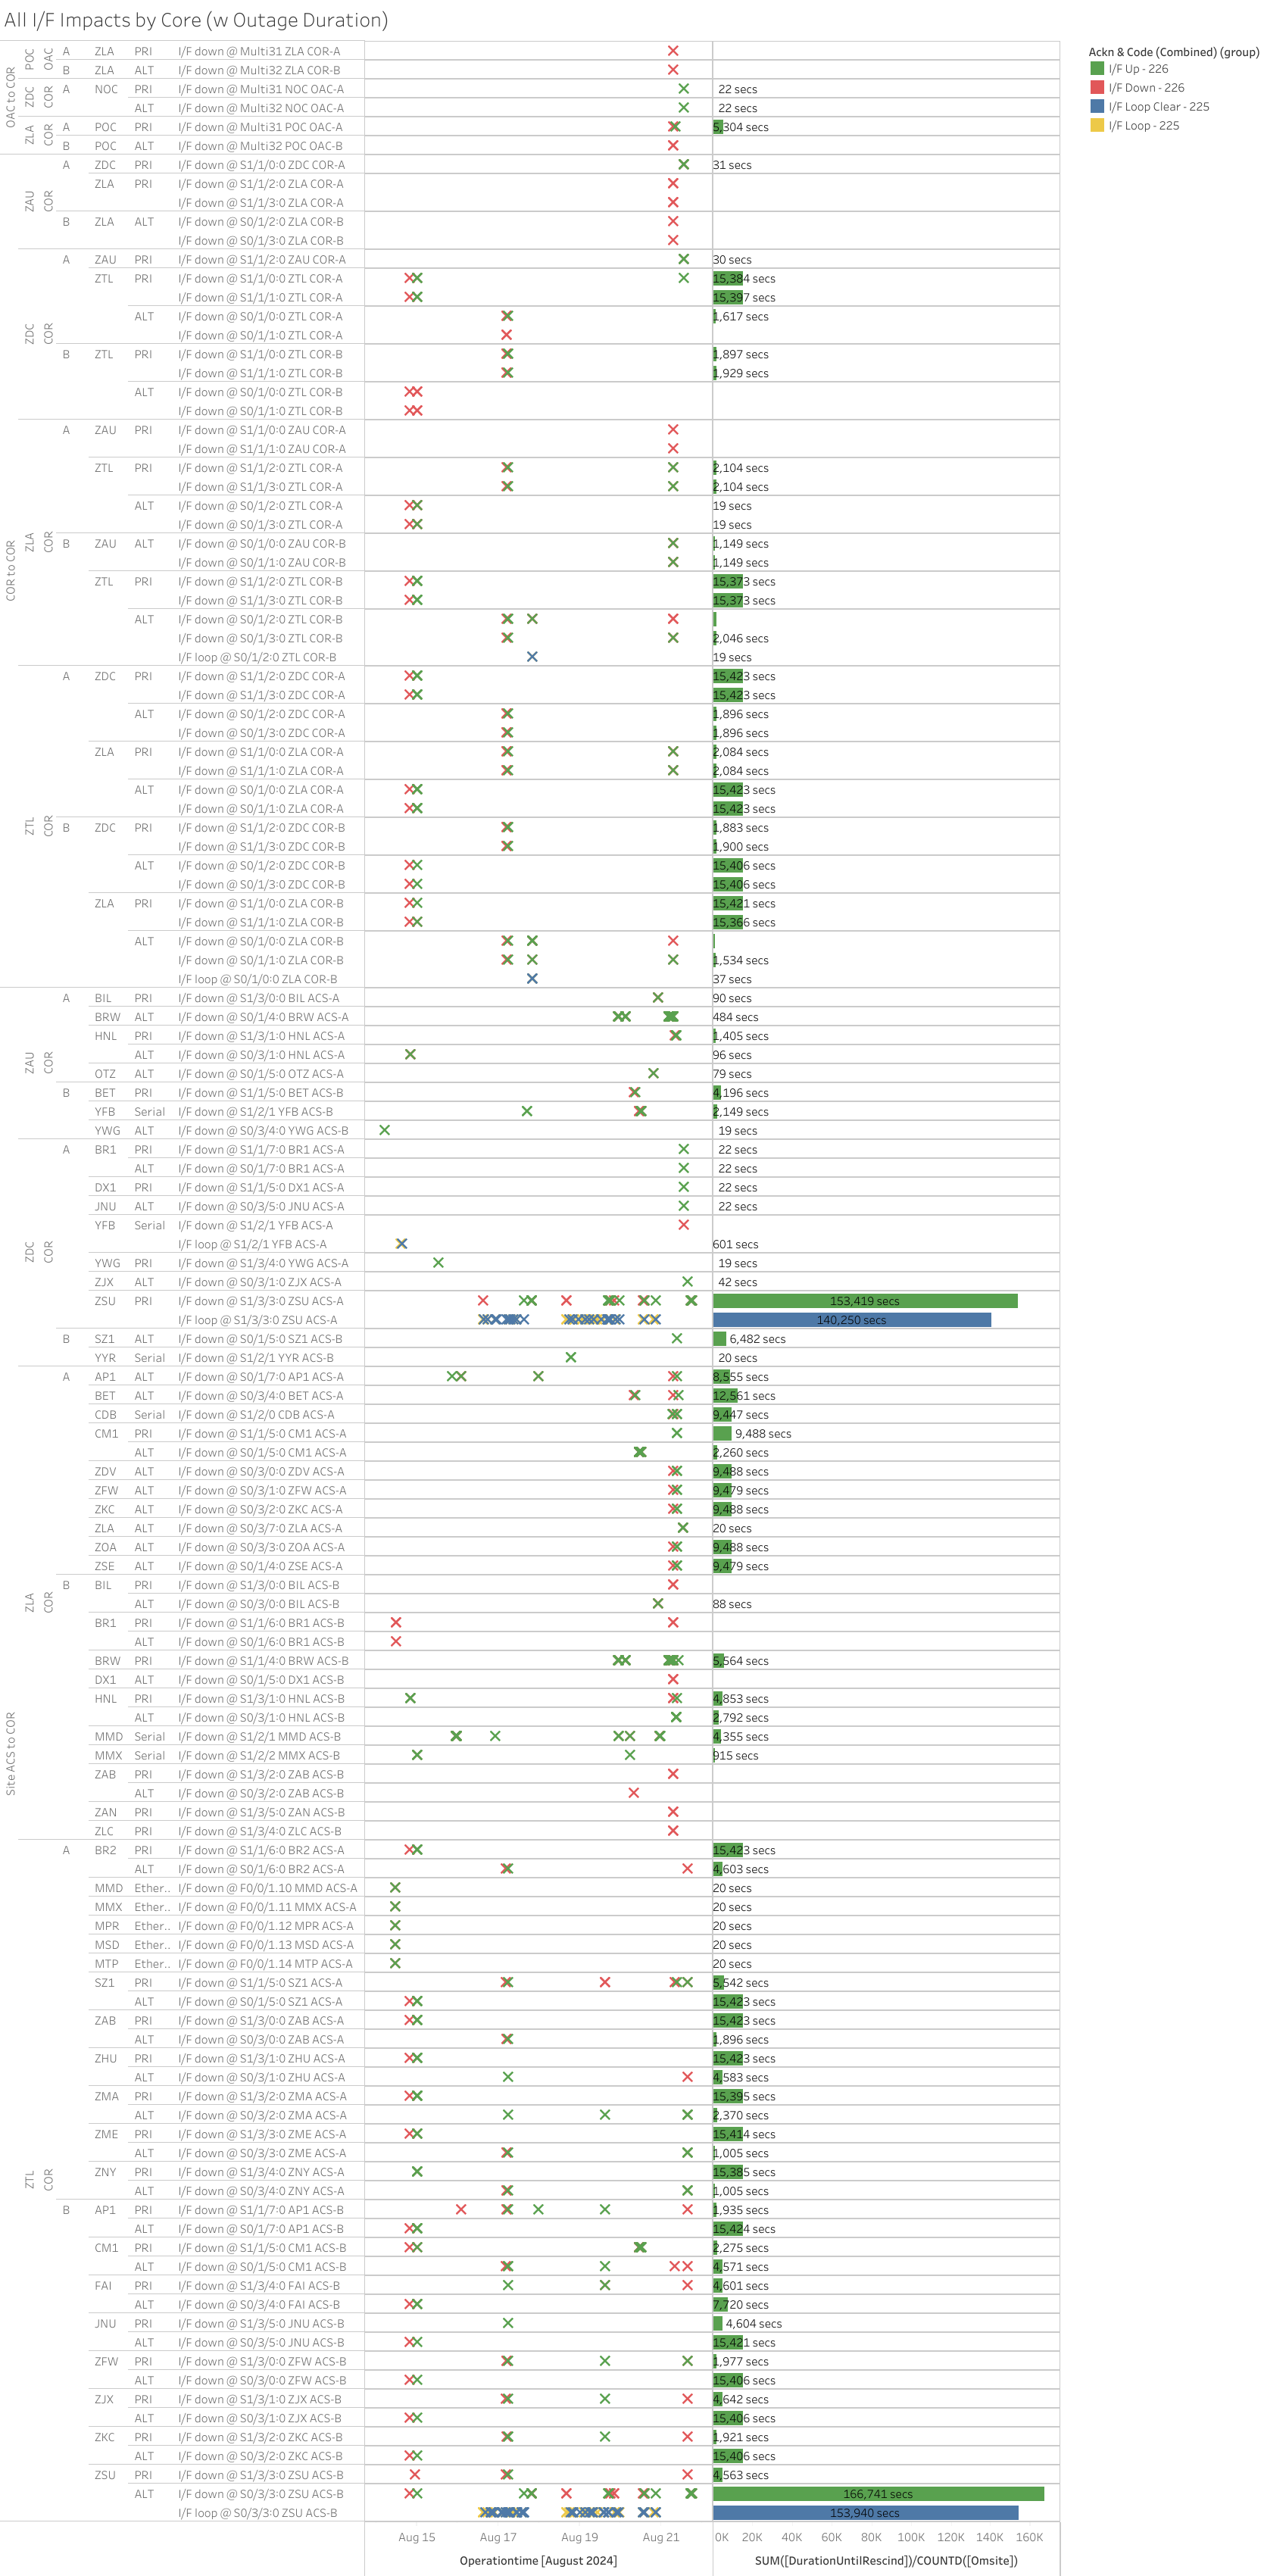 All I/F Impacts by Core (w Outage Duration)
Ackn & Code (Combined) (group)
I/F Up - 226
I/F Down - 226
I/F Loop Clear - 225
I/F Loop - 225
OAC to COR
POC OAC A ZLA PRI I/F down @ Multi31 ZLA COR-A
B ZLA ALT I/F down @ Multi32 ZLA COR-B
ZDC COR A NOC PRI I/F down @ Multi31 NOC OAC-A 22 secs
ALT I/F down @ Multi32 NOC OAC-A 22 secs
ZLA COR A POC PRI I/F down @ Multi31 POC OAC-A 5,304 secs
B POC ALT I/F down @ Multi32 POC OAC-B
COR to COR
ZAU COR A ZDC PRI I/F down @ S1/1/0:0 ZDC COR-A 31 secs
ZLA PRI I/F down @ S1/1/2:0 ZLA COR-A
I/F down @ S1/1/3:0 ZLA COR-A
B ZLA ALT I/F down @ S0/1/2:0 ZLA COR-B
I/F down @ S0/1/3:0 ZLA COR-B
ZDC COR A ZAU PRI I/F down @ S1/1/2:0 ZAU COR-A 30 secs
ZTL PRI I/F down @ S1/1/0:0 ZTL COR-A 15,384 secs
I/F down @ S1/1/1:0 ZTL COR-A 15,397 secs
ALT I/F down @ S0/1/0:0 ZTL COR-A 1,617 secs
I/F down @ S0/1/1:0 ZTL COR-A
B ZTL PRI I/F down @ S1/1/0:0 ZTL COR-B 1,897 secs
I/F down @ S1/1/1:0 ZTL COR-B 1,929 secs
ALT I/F down @ S0/1/0:0 ZTL COR-B
I/F down @ S0/1/1:0 ZTL COR-B
ZLA COR A ZAU PRI I/F down @ S1/1/0:0 ZAU COR-A
I/F down @ S1/1/1:0 ZAU COR-A
ZTL PRI I/F down @ S1/1/2:0 ZTL COR-A 2,104 secs
I/F down @ S1/1/3:0 ZTL COR-A 2,104 secs
ALT I/F down @ S0/1/2:0 ZTL COR-A 19 secs
I/F down @ S0/1/3:0 ZTL COR-A 19 secs
B ZAU ALT I/F down @ S0/1/0:0 ZAU COR-B 1,149 secs
I/F down @ S0/1/1:0 ZAU COR-B 1,149 secs
ZTL PRI I/F down @ S1/1/2:0 ZTL COR-B 15,373 secs
I/F down @ S1/1/3:0 ZTL COR-B 15,373 secs
ALT I/F down @ S0/1/2:0 ZTL COR-B
I/F down @ S0/1/3:0 ZTL COR-B 2,046 secs
I/F loop @ S0/1/2:0 ZTL COR-B 19 secs
ZTL COR A ZDC PRI I/F down @ S1/1/2:0 ZDC COR-A 15,423 secs
I/F down @ S1/1/3:0 ZDC COR-A 15,423 secs
ALT I/F down @ S0/1/2:0 ZDC COR-A 1,896 secs
I/F down @ S0/1/3:0 ZDC COR-A 1,896 secs
ZLA PRI I/F down @ S1/1/0:0 ZLA COR-A 2,084 secs
I/F down @ S1/1/1:0 ZLA COR-A 2,084 secs
ALT I/F down @ S0/1/0:0 ZLA COR-A 15,423 secs
I/F down @ S0/1/1:0 ZLA COR-A 15,423 secs
B ZDC PRI I/F down @ S1/1/2:0 ZDC COR-B 1,883 secs
I/F down @ S1/1/3:0 ZDC COR-B 1,900 secs
ALT I/F down @ S0/1/2:0 ZDC COR-B 15,406 secs
I/F down @ S0/1/3:0 ZDC COR-B 15,406 secs
ZLA PRI I/F down @ S1/1/0:0 ZLA COR-B 15,421 secs
I/F down @ S1/1/1:0 ZLA COR-B 15,366 secs
ALT I/F down @ S0/1/0:0 ZLA COR-B
I/F down @ S0/1/1:0 ZLA COR-B 1,534 secs
I/F loop @ S0/1/0:0 ZLA COR-B 37 secs
Site ACS to COR
ZAU COR A BIL PRI I/F down @ S1/3/0:0 BIL ACS-A 90 secs
BRW ALT I/F down @ S0/1/4:0 BRW ACS-A 484 secs
HNL PRI I/F down @ S1/3/1:0 HNL ACS-A 1,405 secs
ALT I/F down @ S0/3/1:0 HNL ACS-A 96 secs
OTZ ALT I/F down @ S0/1/5:0 OTZ ACS-A 79 secs
B BET PRI I/F down @ S1/1/5:0 BET ACS-B 4,196 secs
YFB Serial I/F down @ S1/2/1 YFB ACS-B 2,149 secs
YWG ALT I/F down @ S0/3/4:0 YWG ACS-B 19 secs
ZDC COR A BR1 PRI I/F down @ S1/1/7:0 BR1 ACS-A 22 secs
ALT I/F down @ S0/1/7:0 BR1 ACS-A 22 secs
DX1 PRI I/F down @ S1/1/5:0 DX1 ACS-A 22 secs
JNU ALT I/F down @ S0/3/5:0 JNU ACS-A 22 secs
YFB Serial I/F down @ S1/2/1 YFB ACS-A
I/F loop @ S1/2/1 YFB ACS-A 601 secs
YWG PRI I/F down @ S1/3/4:0 YWG ACS-A 19 secs
ZJX ALT I/F down @ S0/3/1:0 ZJX ACS-A 42 secs
ZSU PRI I/F down @ S1/3/3:0 ZSU ACS-A 153,419 secs
I/F loop @ S1/3/3:0 ZSU ACS-A 140,250 secs
B SZ1 ALT I/F down @ S0/1/5:0 SZ1 ACS-B 6,482 secs
YYR Serial I/F down @ S1/2/1 YYR ACS-B 20 secs
ZLA COR A AP1 ALT I/F down @ S0/1/7:0 AP1 ACS-A 8,555 secs
BET ALT I/F down @ S0/3/4:0 BET ACS-A 12,561 secs
CDB Serial I/F down @ S1/2/0 CDB ACS-A 9,447 secs
CM1 PRI I/F down @ S1/1/5:0 CM1 ACS-A 9,488 secs
ALT I/F down @ S0/1/5:0 CM1 ACS-A 2,260 secs
ZDV ALT I/F down @ S0/3/0:0 ZDV ACS-A 9,488 secs
ZFW ALT I/F down @ S0/3/1:0 ZFW ACS-A 9,479 secs
ZKC ALT I/F down @ S0/3/2:0 ZKC ACS-A 9,488 secs
ZLA ALT I/F down @ S0/3/7:0 ZLA ACS-A 20 secs
ZOA ALT I/F down @ S0/3/3:0 ZOA ACS-A 9,488 secs
ZSE ALT I/F down @ S0/1/4:0 ZSE ACS-A 9,479 secs
B BIL PRI I/F down @ S1/3/0:0 BIL ACS-B
ALT I/F down @ S0/3/0:0 BIL ACS-B 88 secs
BR1 PRI I/F down @ S1/1/6:0 BR1 ACS-B
ALT I/F down @ S0/1/6:0 BR1 ACS-B
BRW PRI I/F down @ S1/1/4:0 BRW ACS-B 5,564 secs
DX1 ALT I/F down @ S0/1/5:0 DX1 ACS-B
HNL PRI I/F down @ S1/3/1:0 HNL ACS-B 4,853 secs
ALT I/F down @ S0/3/1:0 HNL ACS-B 2,792 secs
MMD Serial I/F down @ S1/2/1 MMD ACS-B 4,355 secs
MMX Serial I/F down @ S1/2/2 MMX ACS-B 915 secs
ZAB PRI I/F down @ S1/3/2:0 ZAB ACS-B
ALT I/F down @ S0/3/2:0 ZAB ACS-B
ZAN PRI I/F down @ S1/3/5:0 ZAN ACS-B
ZLC PRI I/F down @ S1/3/4:0 ZLC ACS-B
ZTL COR A BR2 PRI I/F down @ S1/1/6:0 BR2 ACS-A 15,423 secs
ALT I/F down @ S0/1/6:0 BR2 ACS-A 4,603 secs
MMD Ether.. I/F down @ F0/0/1.10 MMD ACS-A 20 secs
MMX Ether.. I/F down @ F0/0/1.11 MMX ACS-A 20 secs
MPR Ether.. I/F down @ F0/0/1.12 MPR ACS-A 20 secs
MSD Ether.. I/F down @ F0/0/1.13 MSD ACS-A 20 secs
MTP Ether.. I/F down @ F0/0/1.14 MTP ACS-A 20 secs
SZ1 PRI I/F down @ S1/1/5:0 SZ1 ACS-A 5,542 secs
ALT I/F down @ S0/1/5:0 SZ1 ACS-A 15,423 secs
ZAB PRI I/F down @ S1/3/0:0 ZAB ACS-A 15,423 secs
ALT I/F down @ S0/3/0:0 ZAB ACS-A 1,896 secs
ZHU PRI I/F down @ S1/3/1:0 ZHU ACS-A 15,423 secs
ALT I/F down @ S0/3/1:0 ZHU ACS-A 4,583 secs
ZMA PRI I/F down @ S1/3/2:0 ZMA ACS-A 15,395 secs
ALT I/F down @ S0/3/2:0 ZMA ACS-A 2,370 secs
ZME PRI I/F down @ S1/3/3:0 ZME ACS-A 15,414 secs
ALT I/F down @ S0/3/3:0 ZME ACS-A 1,005 secs
ZNY PRI I/F down @ S1/3/4:0 ZNY ACS-A 15,385 secs
ALT I/F down @ S0/3/4:0 ZNY ACS-A 1,005 secs
B AP1 PRI I/F down @ S1/1/7:0 AP1 ACS-B 1,935 secs
ALT I/F down @ S0/1/7:0 AP1 ACS-B 15,424 secs
CM1 PRI I/F down @ S1/1/5:0 CM1 ACS-B 2,275 secs
ALT I/F down @ S0/1/5:0 CM1 ACS-B 4,571 secs
FAI PRI I/F down @ S1/3/4:0 FAI ACS-B 4,601 secs
ALT I/F down @ S0/3/4:0 FAI ACS-B 7,720 secs
JNU PRI I/F down @ S1/3/5:0 JNU ACS-B 4,604 secs
ALT I/F down @ S0/3/5:0 JNU ACS-B 15,421 secs
ZFW PRI I/F down @ S1/3/0:0 ZFW ACS-B 1,977 secs
ALT I/F down @ S0/3/0:0 ZFW ACS-B 15,406 secs
ZJX PRI I/F down @ S1/3/1:0 ZJX ACS-B 4,642 secs
ALT I/F down @ S0/3/1:0 ZJX ACS-B 15,406 secs
ZKC PRI I/F down @ S1/3/2:0 ZKC ACS-B 1,921 secs
ALT I/F down @ S0/3/2:0 ZKC ACS-B 15,406 secs
ZSU PRI I/F down @ S1/3/3:0 ZSU ACS-B 4,563 secs
ALT I/F down @ S0/3/3:0 ZSU ACS-B 166,741 secs
I/F loop @ S0/3/3:0 ZSU ACS-B 153,940 secs
Aug 15 Aug 17 Aug 19 Aug 21 0K 20K 40K 60K 80K 100K 120K 140K 160K
Operationtime [August 2024] SUM([DurationUntilRescind])/COUNTD([Omsite])